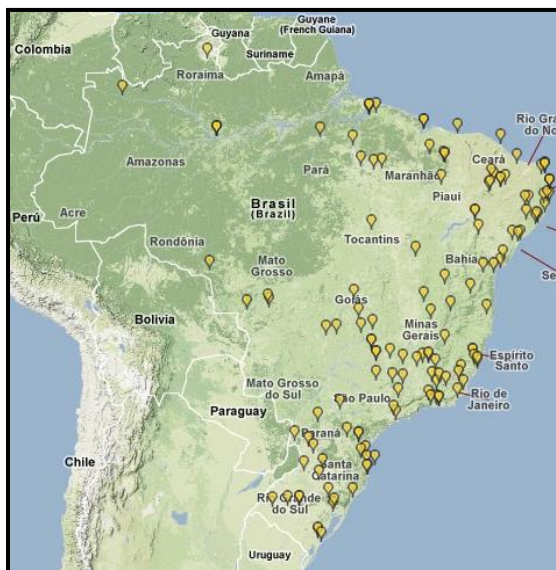 Guyane
(French Guiana)
Guyana
Colombia
Suriname
Roraima
Amapá
Rio Gra
do No
Ceará
Amazonas
Pará
Maranhão
Piauí
Perú
Acre
Brasil
(Brazil)
Tocantins
Rondônia
Mato
Grosso
Bahia
Se
Goiás
Bolivia
Minas
Gerais
Espírito
Santo
Mato Grosso
do Sul
São Paulo
Rio de
Janeiro
Paraguay
Paraná
Chile
Santa
Catarina
Rio Grande
do Sul
Uruguay